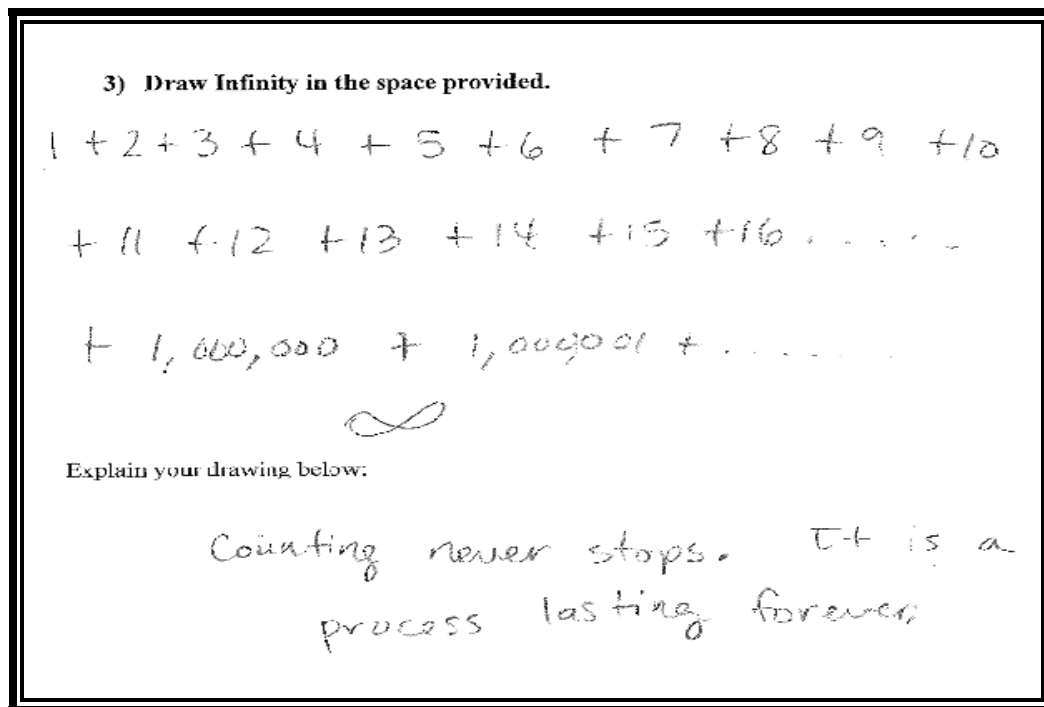 3) Draw Infinity in the space provided.
1 + 2 + 3 + 4 + 5 + 6 + 7 + 8 + 9 + 10
+ 11 + 12 + 13 + 14 + 15 + 16 . . . . .
+ 1,000,000 + 1,000,001 + . . . . . .
∞
Explain your drawing below:
Counting never stops. It is a
process lasting forever.